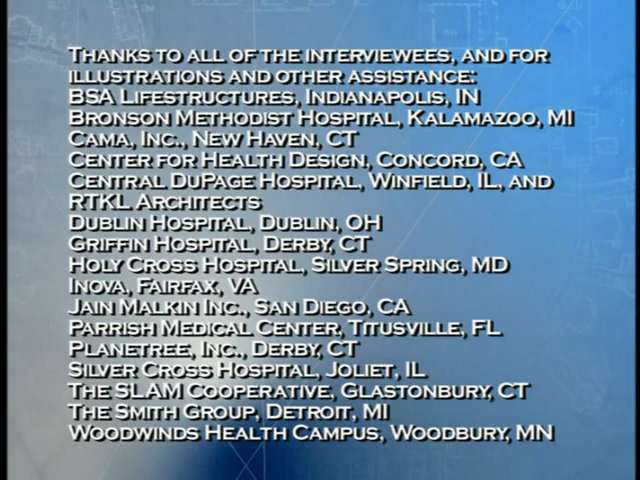 THANKS TO ALL OF THE INTERVIEWEES, AND FOR
ILLUSTRATIONS AND OTHER ASSISTANCE:
BSA LIFESTRUCTURES, INDIANAPOLIS, IN
BRONSON METHODIST HOSPITAL, KALAMAZOO, MI
CAMA, INC., NEW HAVEN, CT
CENTER FOR HEALTH DESIGN, CONCORD, CA
CENTRAL DUPAGE HOSPITAL, WINFIELD, IL, AND
RTKL ARCHITECTS
DUBLIN HOSPITAL, DUBLIN, OH
GRIFFIN HOSPITAL, DERBY, CT
HOLY CROSS HOSPITAL, SILVER SPRING, MD
INOVA, FAIRFAX, VA
JAIN MALKIN INC., SAN DIEGO, CA
PARRISH MEDICAL CENTER, TITUSVILLE, FL
PLANETREE, INC., DERBY, CT
SILVER CROSS HOSPITAL, JOLIET, IL
THE SLAM COOPERATIVE, GLASTONBURY, CT
THE SMITH GROUP, DETROIT, MI
WOODWINDS HEALTH CAMPUS, WOODBURY, MN